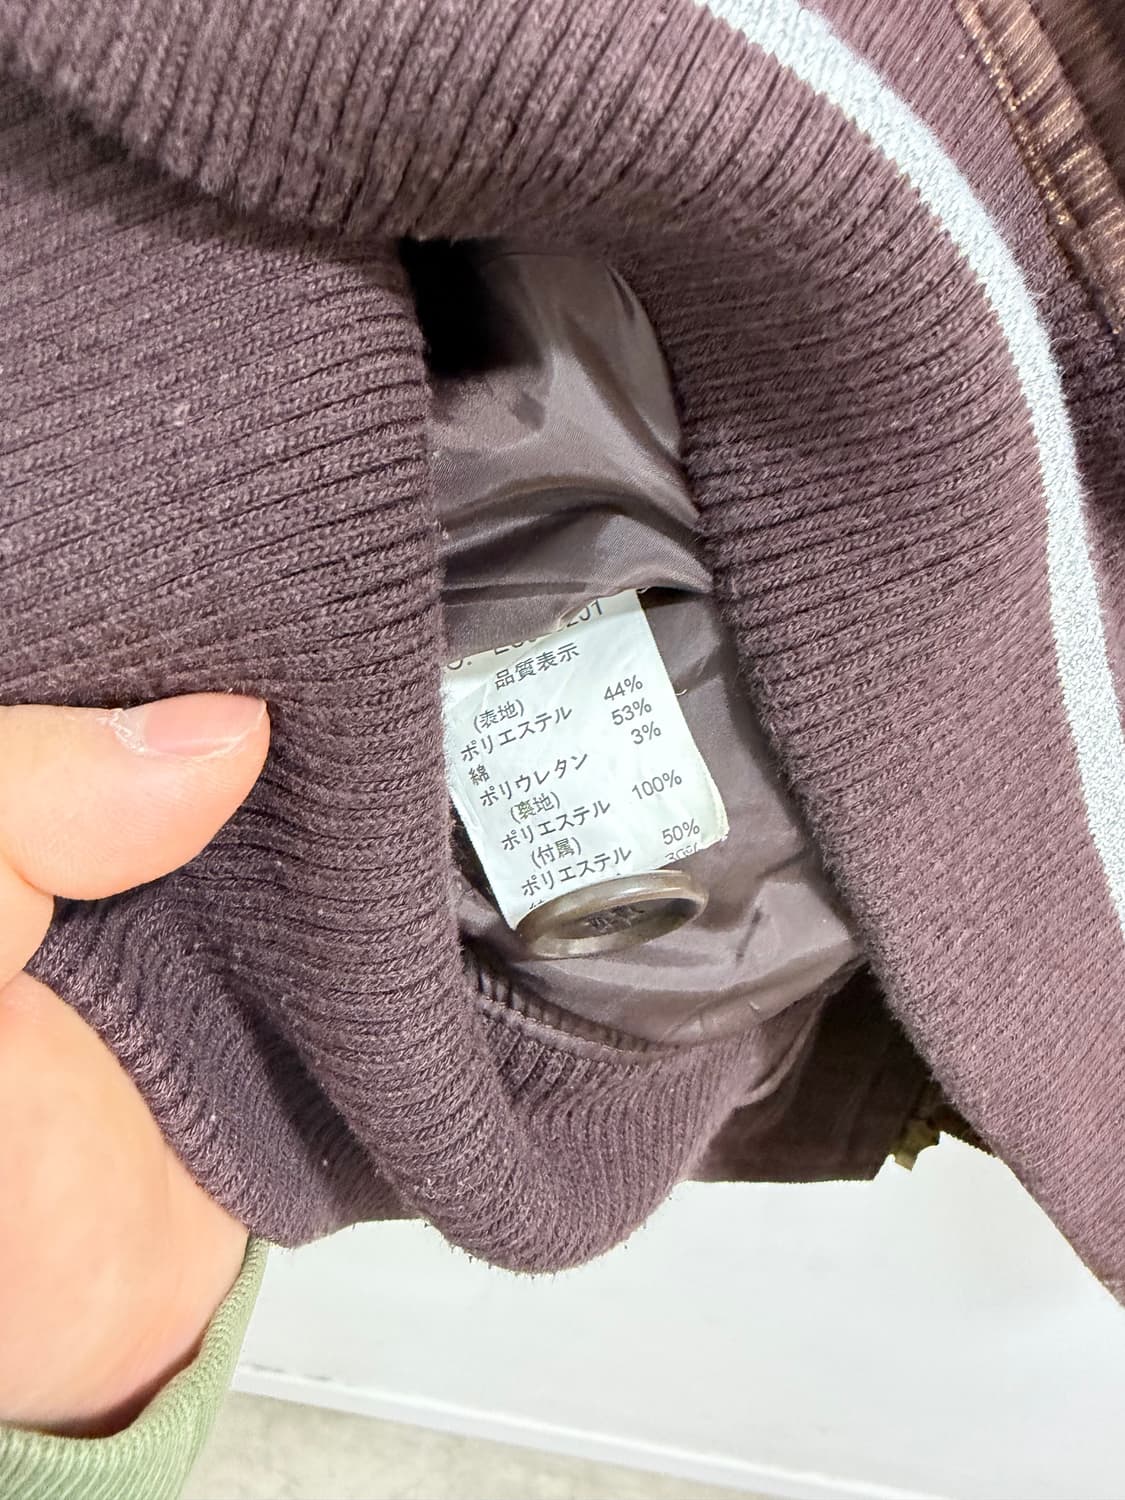 品質表示
(表地)
ポリエステル 44%
綿 53%
ポリウレタン 3%
(裏地)
ポリエステル 100%
(付属)
ポリエステル 50%